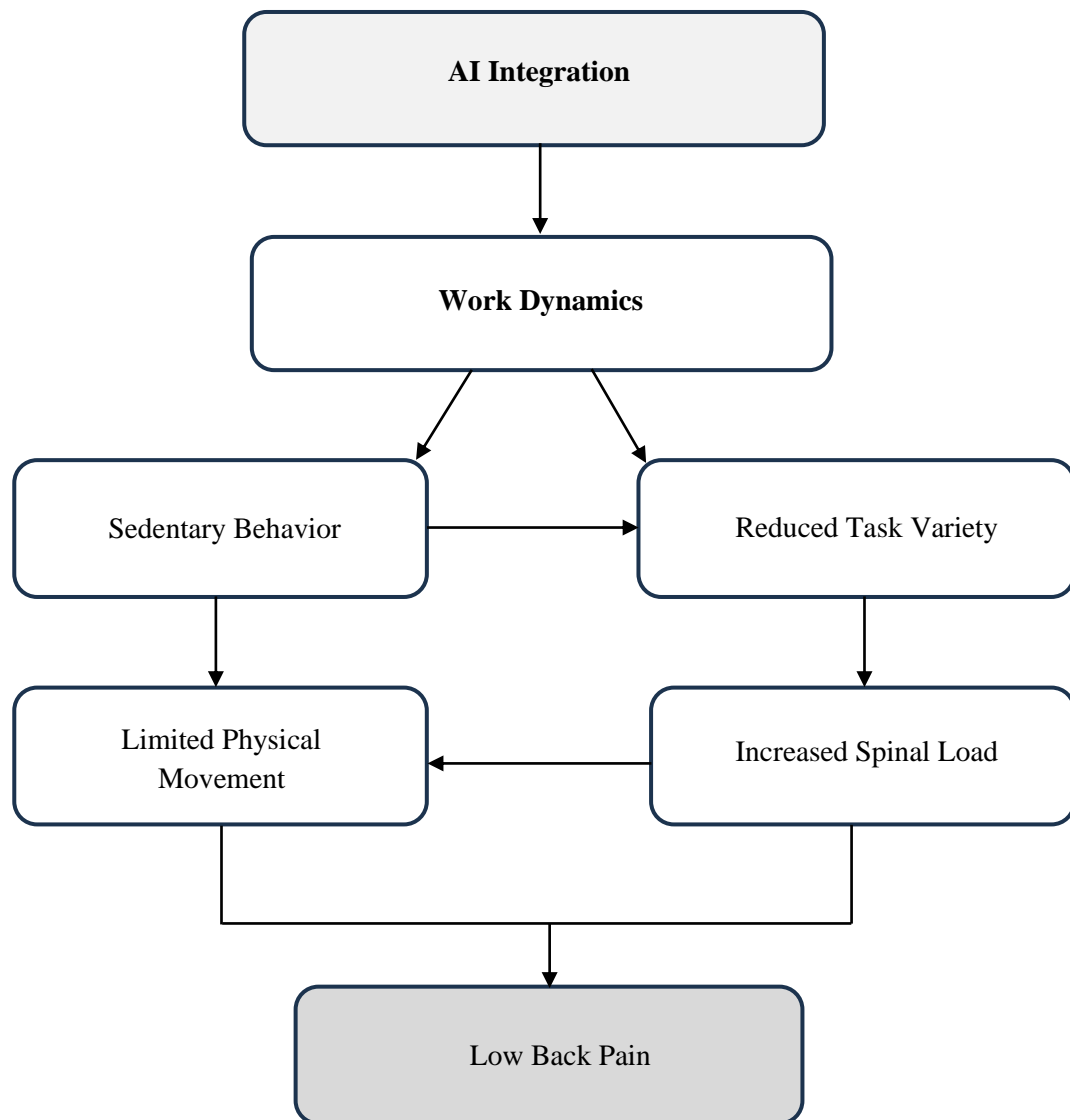 AI Integration
Work Dynamics
Sedentary Behavior
Reduced Task Variety
Limited Physical
Movement
Increased Spinal Load
Low Back Pain